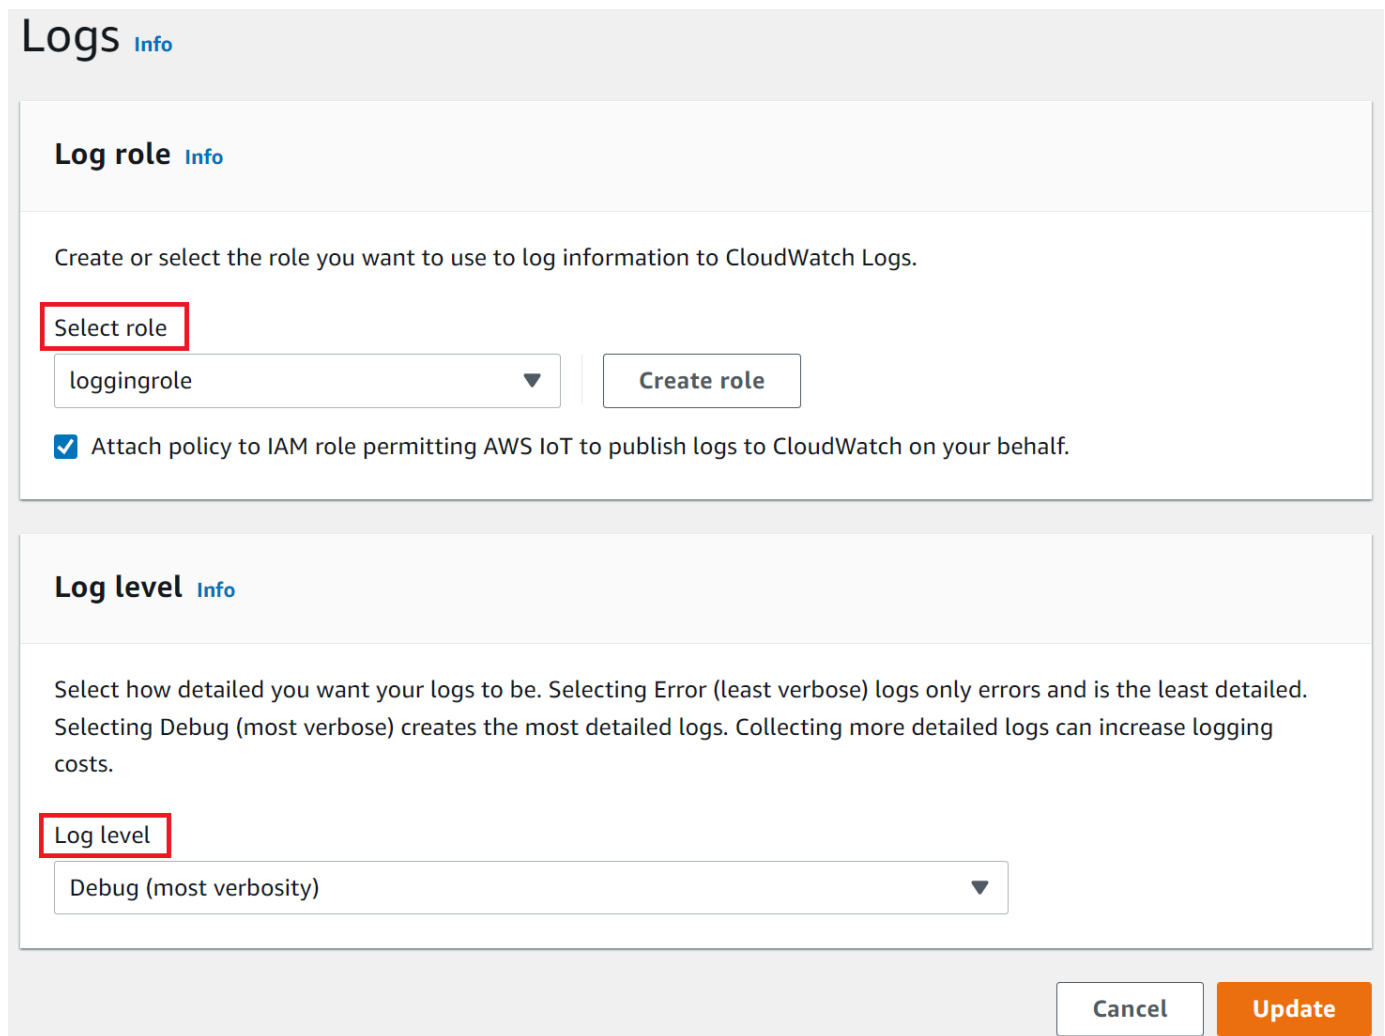 Logs Info
Log role Info
Create or select the role you want to use to log information to CloudWatch Logs.
Select role
loggingrole
Create role
Attach policy to IAM role permitting AWS IoT to publish logs to CloudWatch on your behalf.
Log level Info
Select how detailed you want your logs to be. Selecting Error (least verbose) logs only errors and is the least detailed.
Selecting Debug (most verbose) creates the most detailed logs. Collecting more detailed logs can increase logging
costs.
Log level
Debug (most verbosity)
Cancel
Update